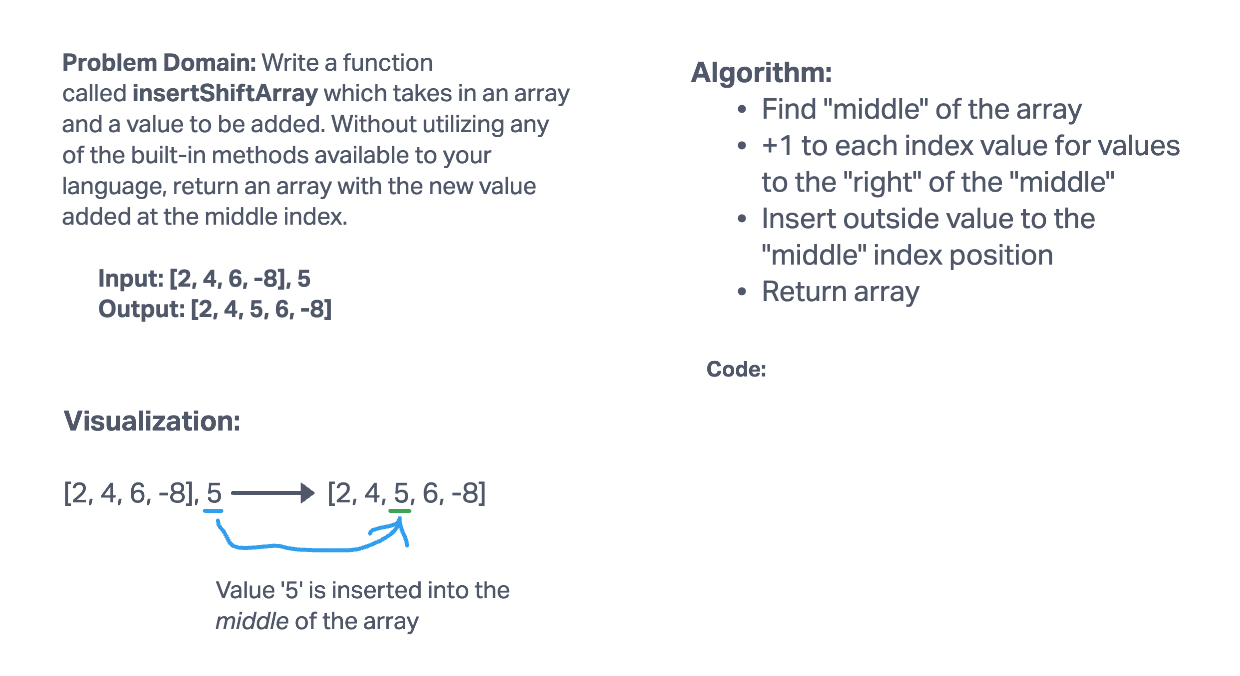 Problem Domain: Write a function
called insertShiftArray which takes in an array
and a value to be added. Without utilizing any
of the built-in methods available to your
language, return an array with the new value
added at the middle index.
Input: [2, 4, 6, -8], 5
Output: [2, 4, 5, 6, -8]
Visualization:
[2, 4, 6, -8], 5
[2, 4, 5, 6, -8]
Value '5' is inserted into the
middle of the array
Algorithm:
• Find "middle" of the array
• +1 to each index value for values
to the "right" of the "middle"
• Insert outside value to the
"middle" index position
• Return array
Code: